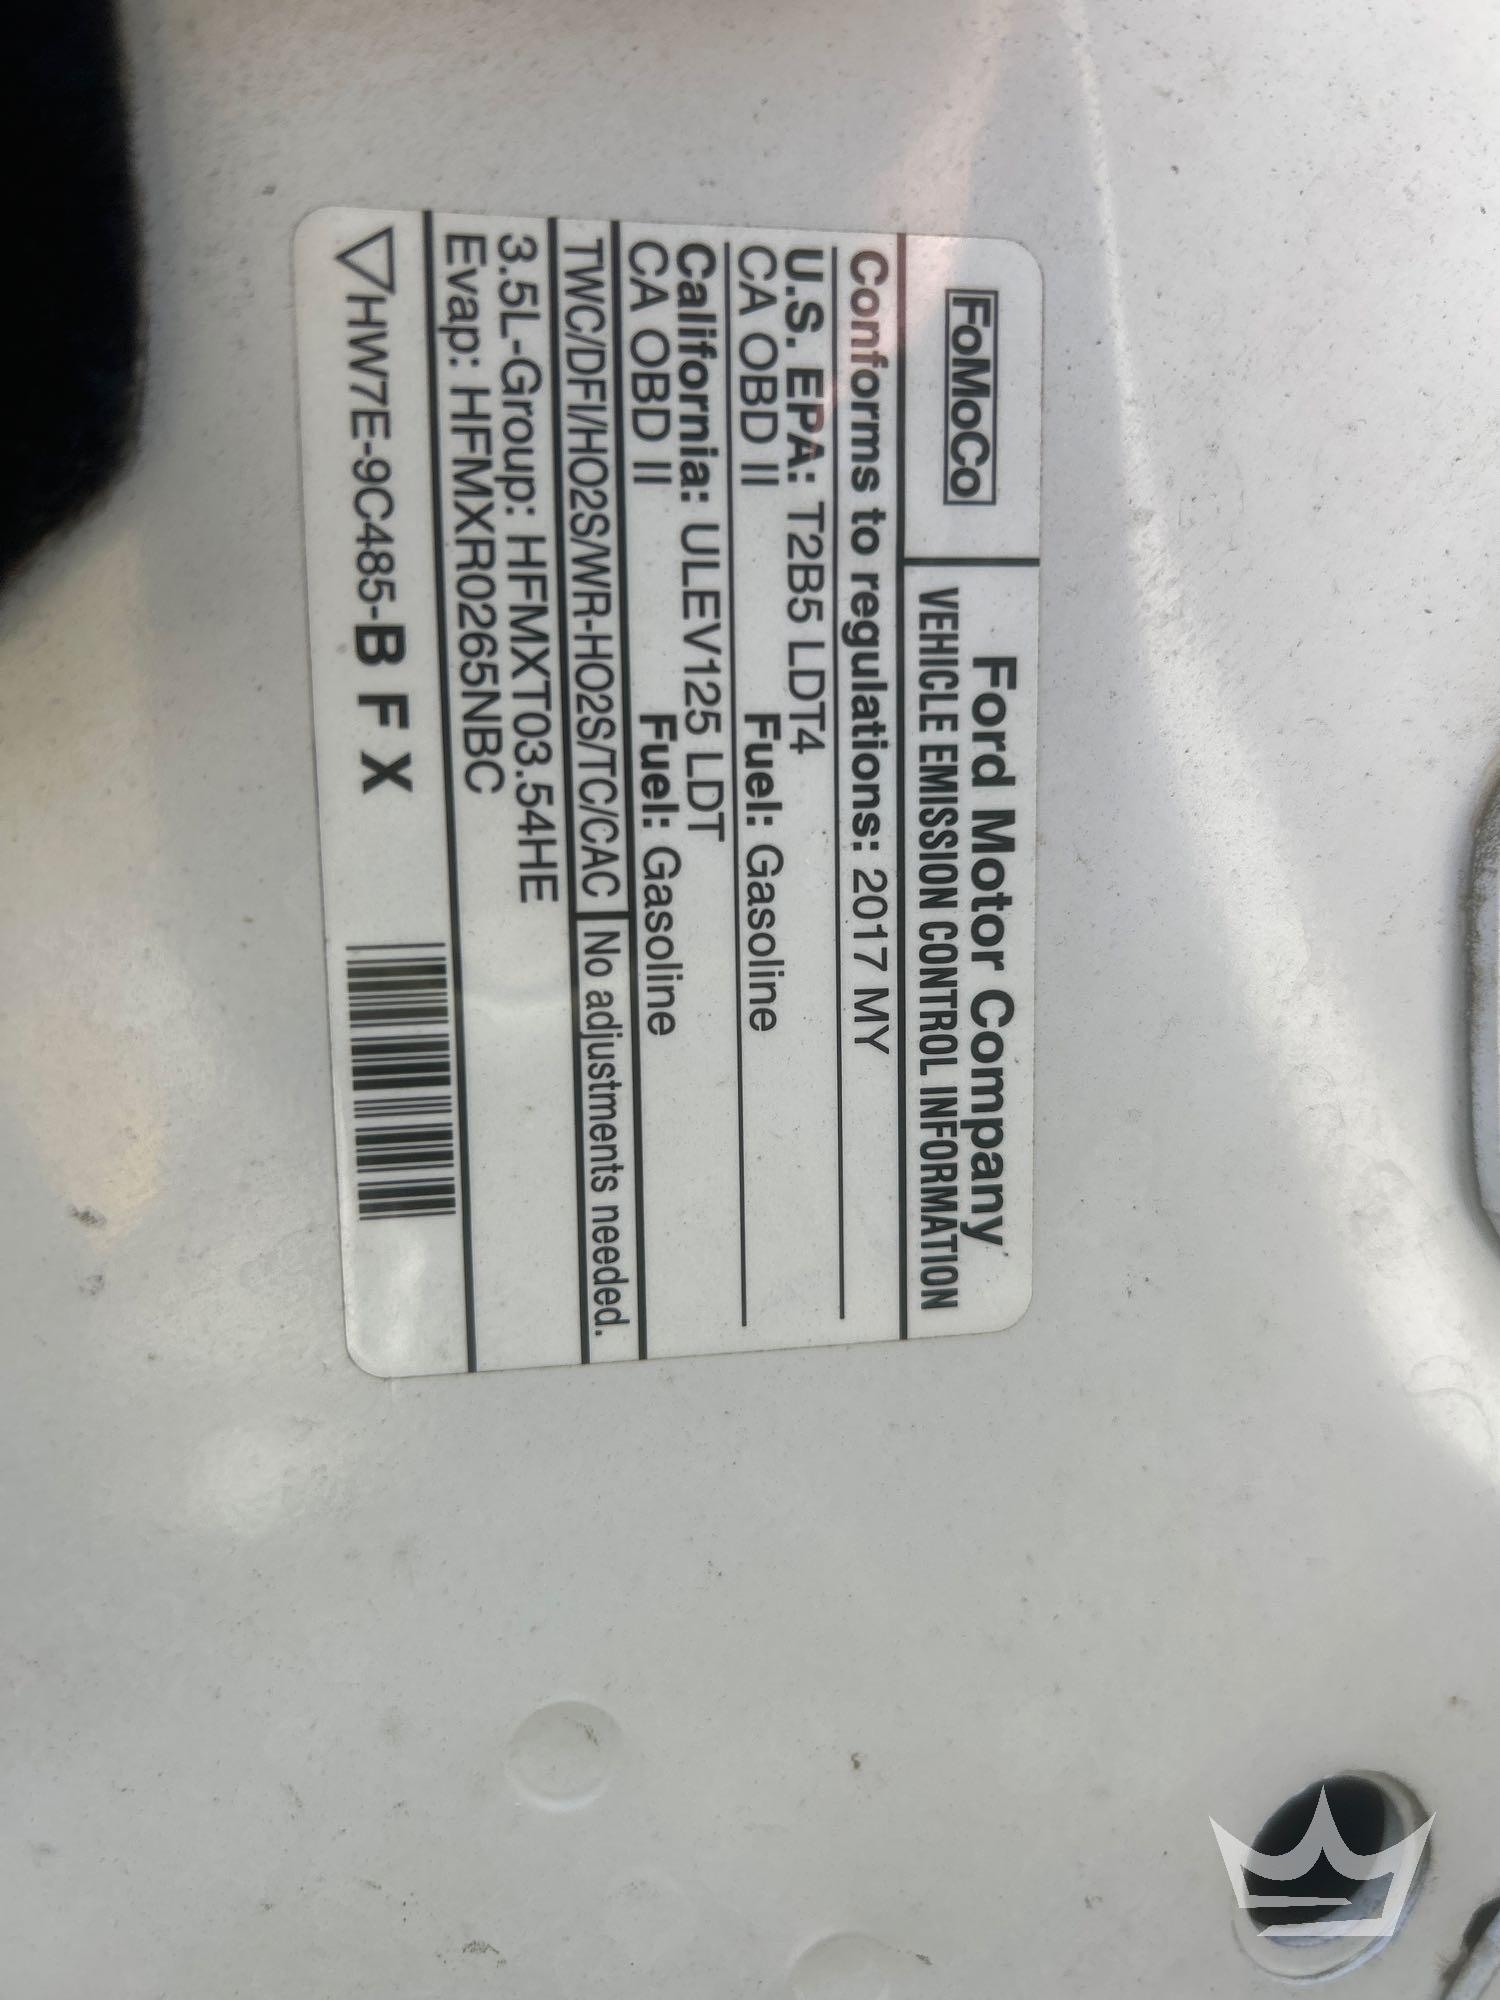 FoMoCo
Ford Motor Company
VEHICLE EMISSION CONTROL INFORMATION
Conforms to regulations: 2017 MY
U.S. EPA: T2B5 LDT4
CA OBD II Fuel: Gasoline
California: ULEV125 LDT
CA OBD II Fuel: Gasoline
TWC/DFI/HO2S/WR-HO2S/TC/CAC No adjustments needed.
3.5L-Group: HFMXT03.54HE
Evap: HFMXR0265NBC
HW7E-9C485-B F X